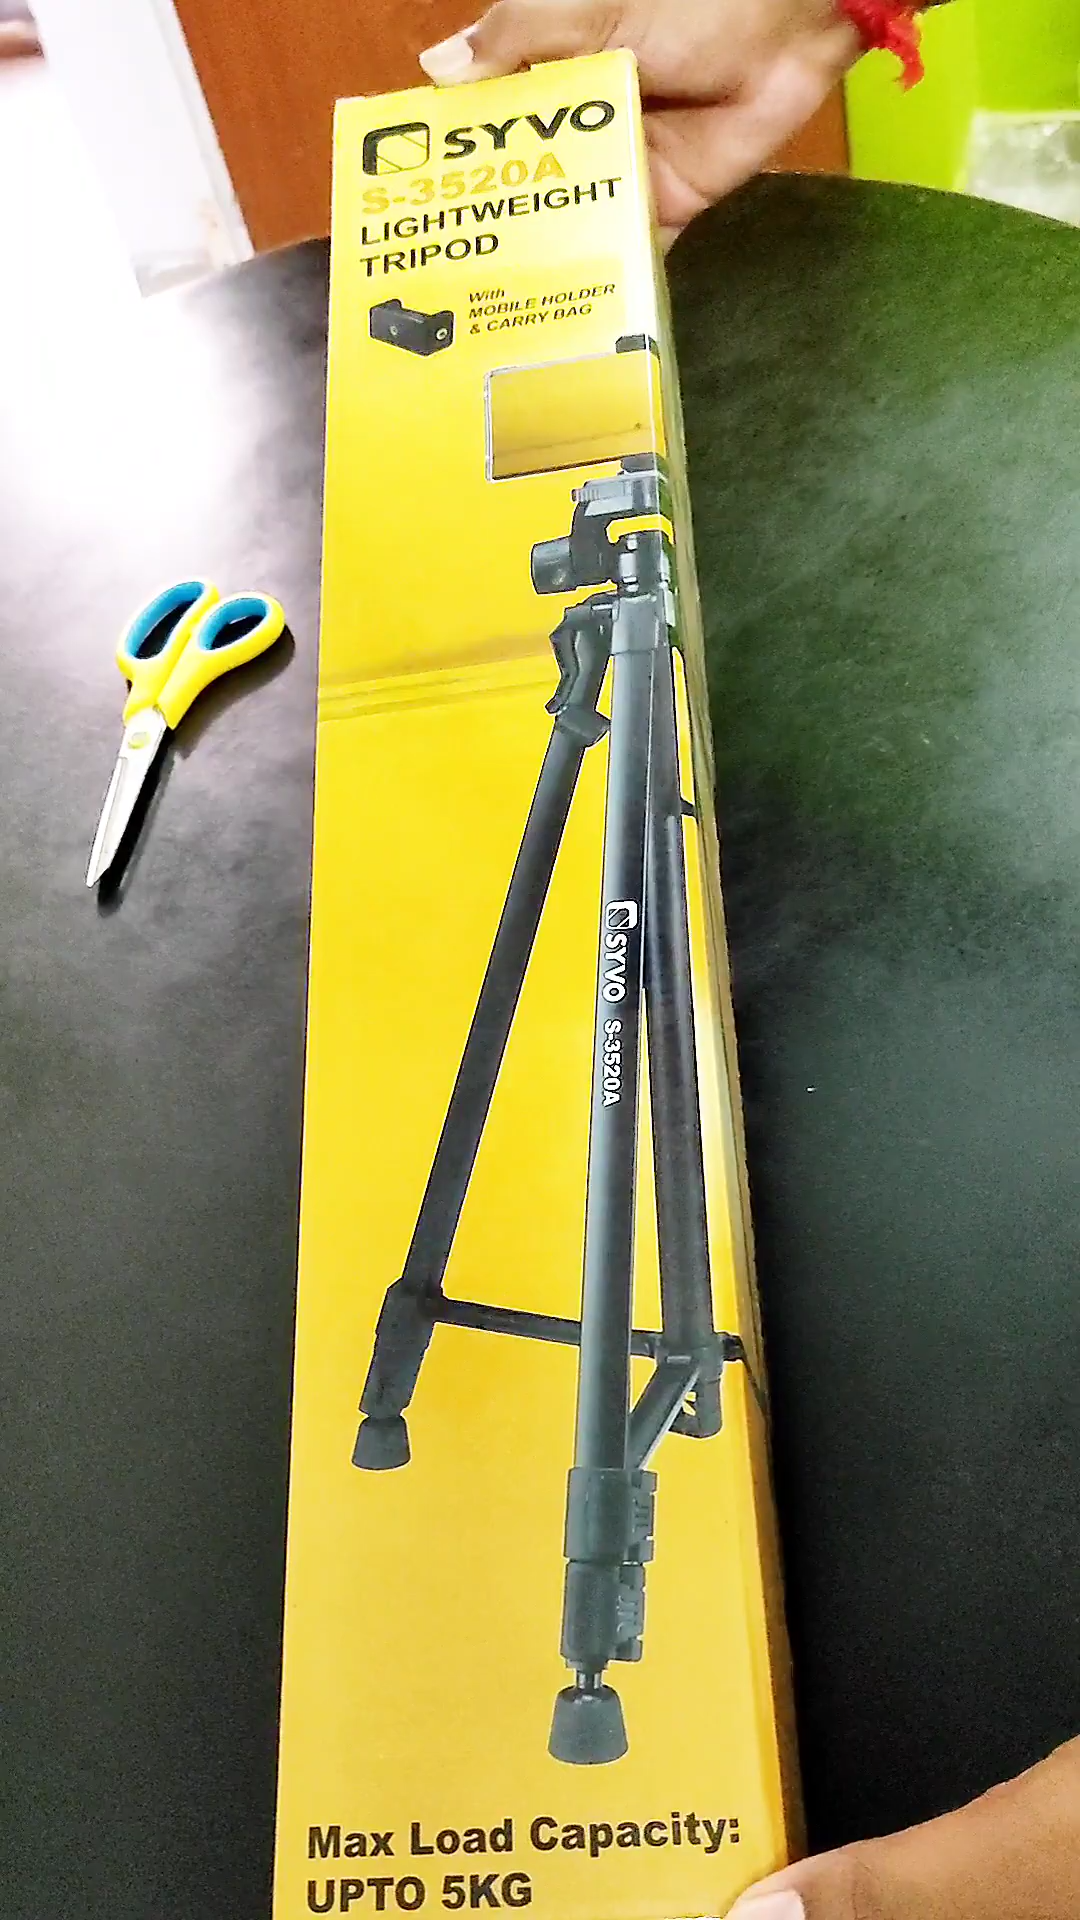 SYVO
S-3520A
LIGHTWEIGHT
TRIPOD
With
MOBILE HOLDER
& CARRY BAG
SYVO S-3520A
Max Load Capacity:
UPTO 5KG